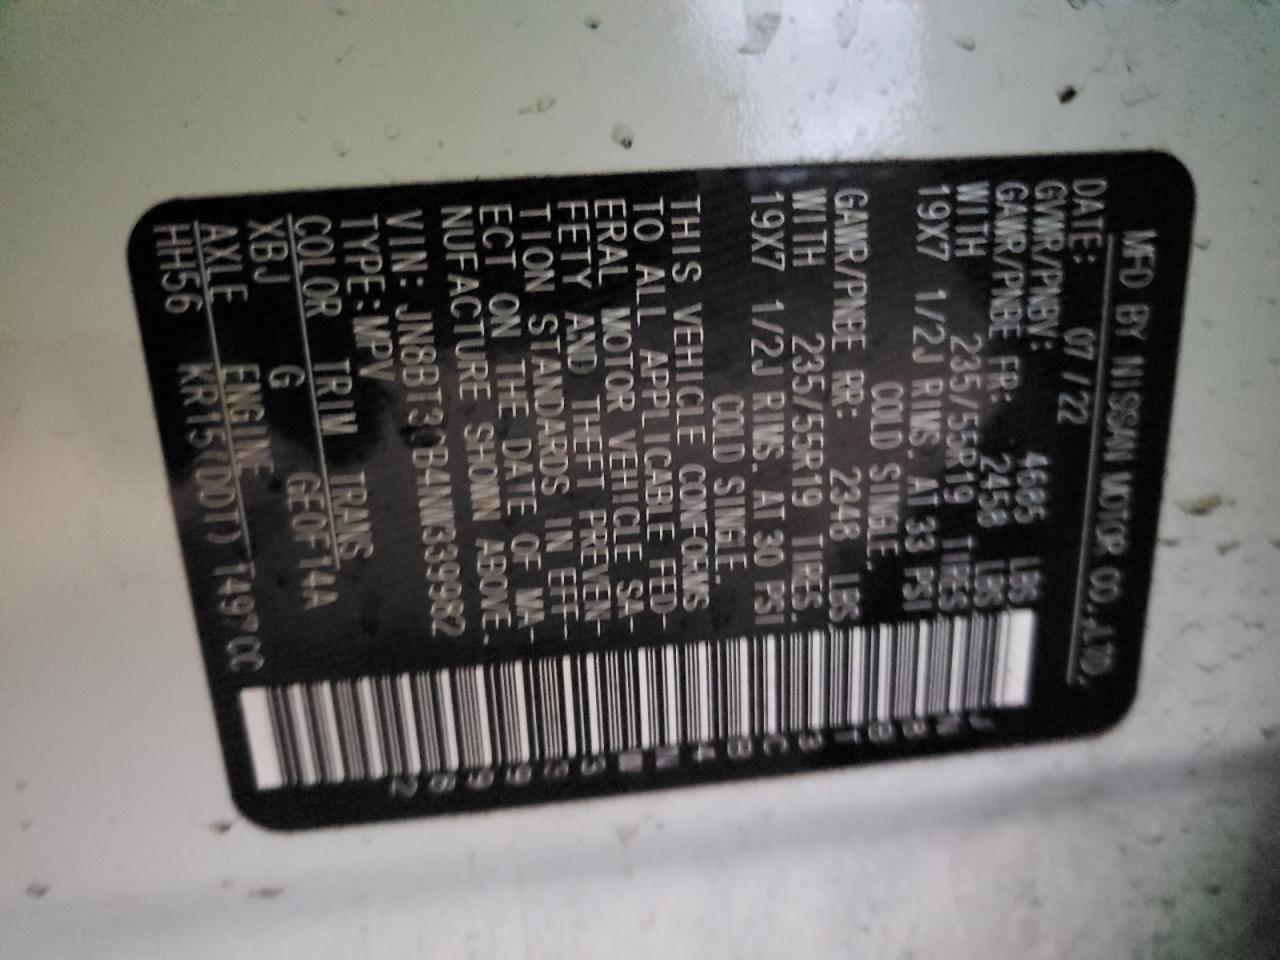 MFD BY NISSAN MOTOR CO.,LTD.
DATE: 07/22
GVWR/PNBV: 4685 LBS
GAWR/PNBE FR: 2458 LBS
WITH 235/55R19 TIRES
19X7 1/2J RIMS. AT 33 PSI
COLD SINGLE.
GAWR/PNBE RR: 2348 LBS
WITH 235/55R19 TIRES.
19X7 1/2J RIMS. AT 30 PSI
COLD SINGLE.
THIS VEHICLE CONFORMS
TO ALL APPLICABLE FED-
ERAL MOTOR VEHICLE SA-
FETY AND THEFT PREVEN-
TION STANDARDS IN EFF-
ECT ON THE DATE OF MA-
NUFACTURE SHOWN ABOVE.
VIN: JN8BT3CB4NW339982
TYPE:MPV
COLOR TRIM TRANS
XBJ G GE0F14A
AXLE ENGINE
HH56 KR15(DDT) 1497CC
JN8BT3CB4NW339982